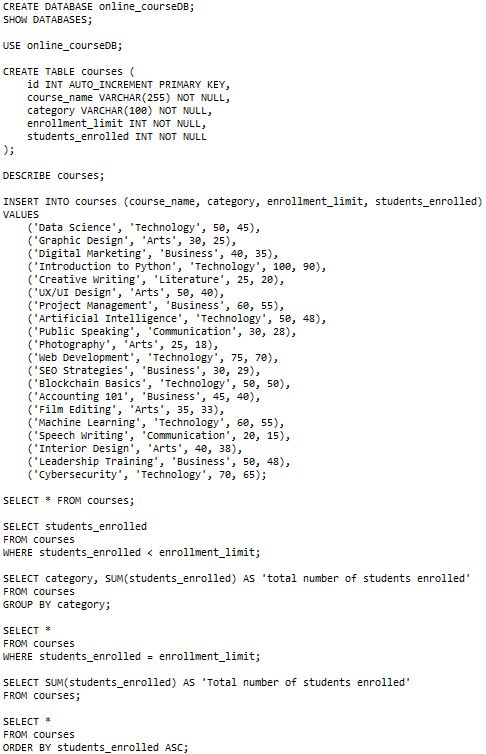 CREATE DATABASE online_courseDB;
SHOW DATABASES;

USE online_courseDB;

CREATE TABLE courses (
    id INT AUTO_INCREMENT PRIMARY KEY,
    course_name VARCHAR(255) NOT NULL,
    category VARCHAR(100) NOT NULL,
    enrollment_limit INT NOT NULL,
    students_enrolled INT NOT NULL
);

DESCRIBE courses;

INSERT INTO courses (course_name, category, enrollment_limit, students_enrolled)
VALUES
    ('Data Science', 'Technology', 50, 45),
    ('Graphic Design', 'Arts', 30, 25),
    ('Digital Marketing', 'Business', 40, 35),
    ('Introduction to Python', 'Technology', 100, 90),
    ('Creative Writing', 'Literature', 25, 20),
    ('UX/UI Design', 'Arts', 50, 40),
    ('Project Management', 'Business', 60, 55),
    ('Artificial Intelligence', 'Technology', 50, 48),
    ('Public Speaking', 'Communication', 30, 28),
    ('Photography', 'Arts', 25, 18),
    ('Web Development', 'Technology', 75, 70),
    ('SEO Strategies', 'Business', 30, 29),
    ('Blockchain Basics', 'Technology', 50, 50),
    ('Accounting 101', 'Business', 45, 40),
    ('Film Editing', 'Arts', 35, 33),
    ('Machine Learning', 'Technology', 60, 55),
    ('Speech Writing', 'Communication', 20, 15),
    ('Interior Design', 'Arts', 40, 38),
    ('Leadership Training', 'Business', 50, 48),
    ('Cybersecurity', 'Technology', 70, 65);

SELECT * FROM courses;

SELECT students_enrolled
FROM courses
WHERE students_enrolled < enrollment_limit;

SELECT category, SUM(students_enrolled) AS 'total number of students enrolled'
FROM courses
GROUP BY category;

SELECT *
FROM courses
WHERE students_enrolled = enrollment_limit;

SELECT SUM(students_enrolled) AS 'Total number of students enrolled'
FROM courses;

SELECT *
FROM courses
ORDER BY students_enrolled ASC;